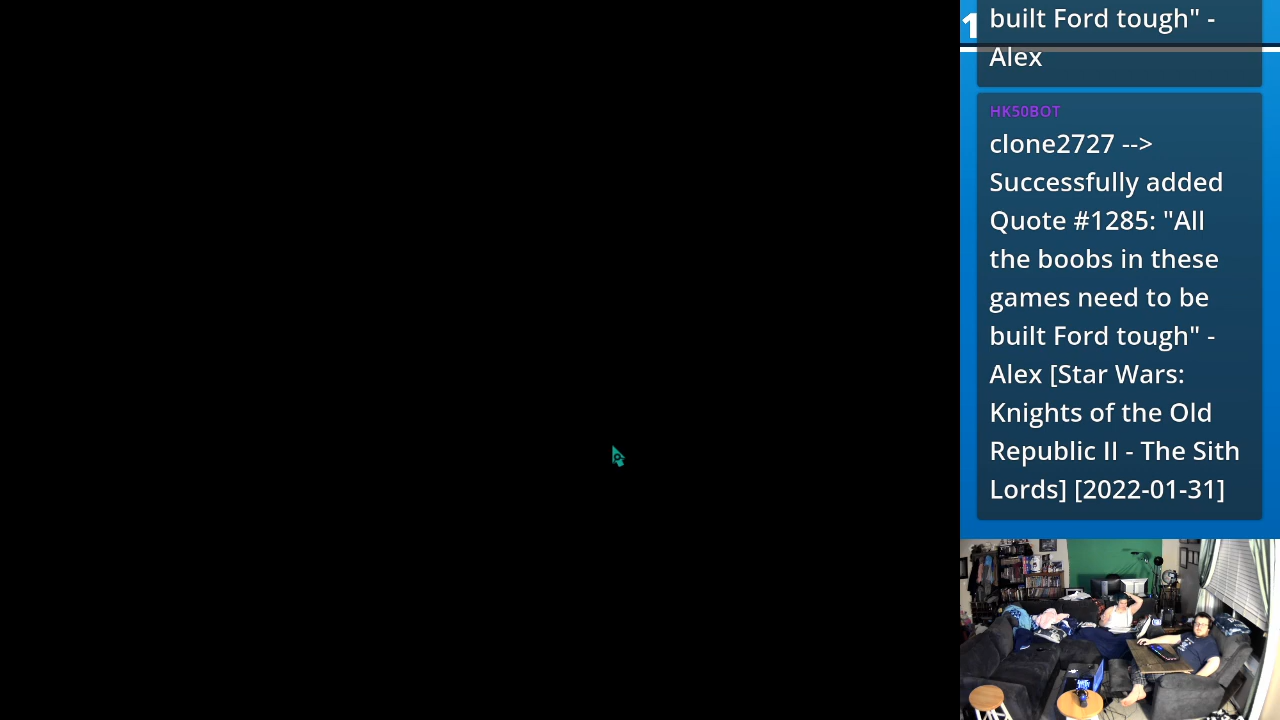 1
built Ford tough" -
Alex
HK50BOT
clone2727 -->
Successfully added
Quote #1285: "All
the boobs in these
games need to be
built Ford tough" -
Alex [Star Wars:
Knights of the Old
Republic II - The Sith
Lords] [2022-01-31]